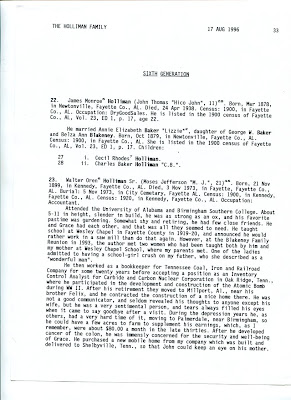 THE HOLLIMAN FAMILY
17 AUG 1996
33
SIXTH GENERATION
22. James Monroe Holliman (John Thomas "Hico John", 11). Born, Mar 1878,
in Newtonville, Fayette Co., AL. Died, 24 Apr 1938. Census: 1900, in Fayette
Co., AL. Occupation: DryGoodSales. He is listed in the 1900 census of Fayette
Co., AL, Vol. 23, ED 1, p. 17, age 22.
He married Annie Elizabeth Baker "Lizzie", daughter of George W. Baker
and Beiza Ann Blakeney. Born, Oct 1879, in Newtonville, Fayette Co., AL.
Census: 1900, in Fayette Co., AL. She is listed in the 1900 census of Fayette
Co., AL, Vol. 23, ED 1, p. 17. Children:
27 i. Cecil Rhodes Holliman.
28 ii. Charles Baker Holliman "C.B.".
23. Walter Oren Holliman Sr. (Moses Jefferson "M. J.", 21). Born, 21 Nov
1899, in Kennedy, Fayette Co., AL. Died, 3 Nov 1973, in Fayette, Fayette Co.,
AL. Burial: 5 Nov 1973, in City Cemetery, Fayette AL. Census: 1900, in Kennedy,
Fayette Co., AL. Census: 1920, in Kennedy, Fayette Co., AL. Occupation:
Accountant.
Attended the University of Alabama and Birmingham Southern College. About
5-11 in height, slender in build, he was as strong as an ox, and his favorite
pastime was gardening. Somewhat shy and retiring, he had few close friends. He
and Grace had each other, and that was all they seemed to need. He taught
school at Wesley Chapel in Fayette County in 1919-20, and announced he would
rather work in a saw mill than do that again. However, at the Blakeney Family
Reunion in 1993, the author met two women who had been taught both by him and
my mother at Wesley Chapel School, where my parents met. One of the ladies
admitted to having a school-girl crush on my father, who she described as a
"wonderful man".
He then worked as a bookkeeper for Tennessee Coal, Iron and Railroad
Company for some twenty years before accepting a position as an Inventory
Control Analyst for Carbide and Carbon Nuclear Corporation in Oak Ridge, Tenn.,
where he participated in the development and construction of the Atomic Bomb
during WW II. After his retirement they moved to Millport, Al., near his
brother Felix, and he contracted the construction of a nice home there. He was
not a good communicator, and seldom revealed his thoughts to anyone except his
wife, but he was a very sentimental person, and tears always filled his eyes
when it came to say goodbye after a visit. During the depression years he, as
others, had a very hard time of it, moving to Palmerdale, near Birmingham, so
he could have a few acres to farm to supplement his earnings, which, as I
remember, were about $80.00 a month in the late thirties. After he developed
cancer of the colon, he was immensly concerned for the security and well-being
of Grace. He purchased a new mobile home from my company which was built and
delivered to Shelbyville, Tenn., so that John could keep an eye on his mother.